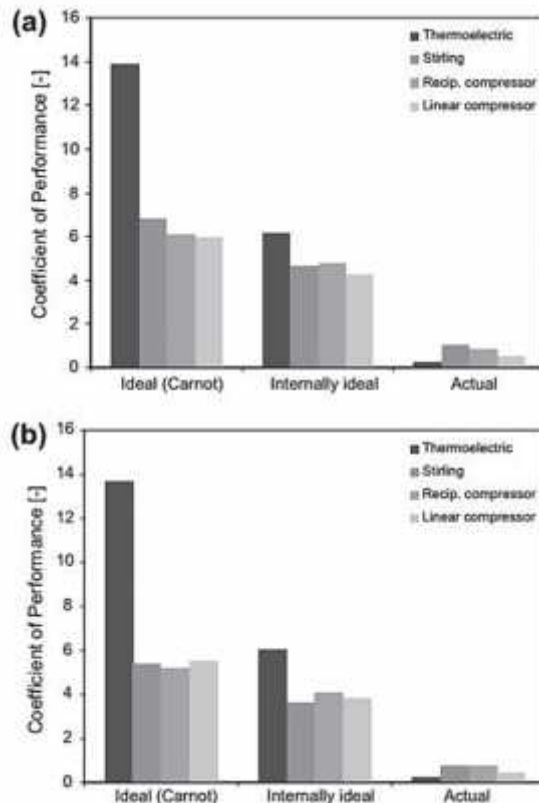 (a)
16
14
12
10
8
6
4
2
0
Coefficient of Performance [-]
Thermoelectric
Stirling
Recip. compressor
Linear compressor
Ideal (Carnot) Internally ideal Actual
(b)
16
14
12
10
8
6
4
2
0
Coefficient of Performance [-]
Thermoelectric
Stirling
Recip. compressor
Linear compressor
Ideal (Carnot) Internally ideal Actual